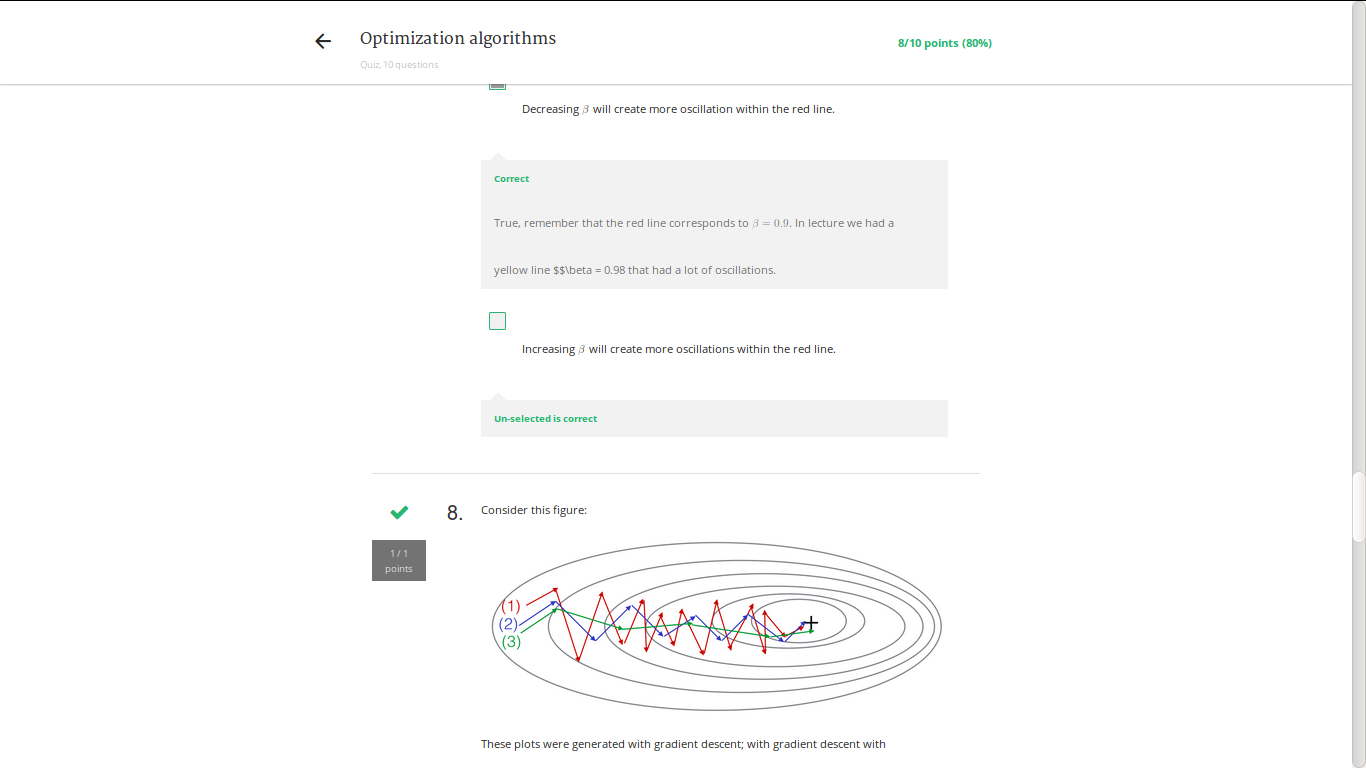 Optimization algorithms
8/10 points (80%)
Quiz, 10 questions
Decreasing β will create more oscillation within the red line.
Correct
True, remember that the red line corresponds to β = 0.9. In lecture we had a
yellow line $$\beta = 0.98 that had a lot of oscillations.
Increasing β will create more oscillations within the red line.
Un-selected is correct
8.
Consider this figure:
1 / 1
points
(1)
(2)
(3)
These plots were generated with gradient descent; with gradient descent with